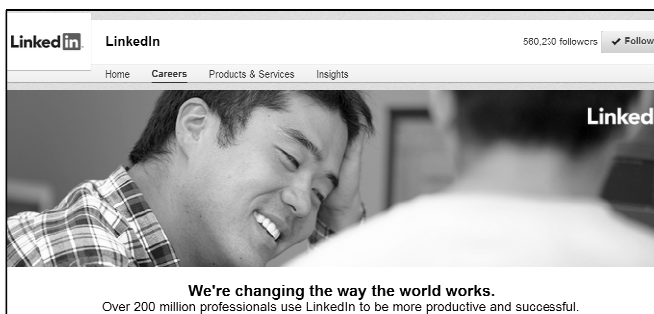 Linked in
LinkedIn
560,230 followers
Follow
Home Careers Products & Services Insights
Linked
We're changing the way the world works.
Over 200 million professionals use LinkedIn to be more productive and successful.